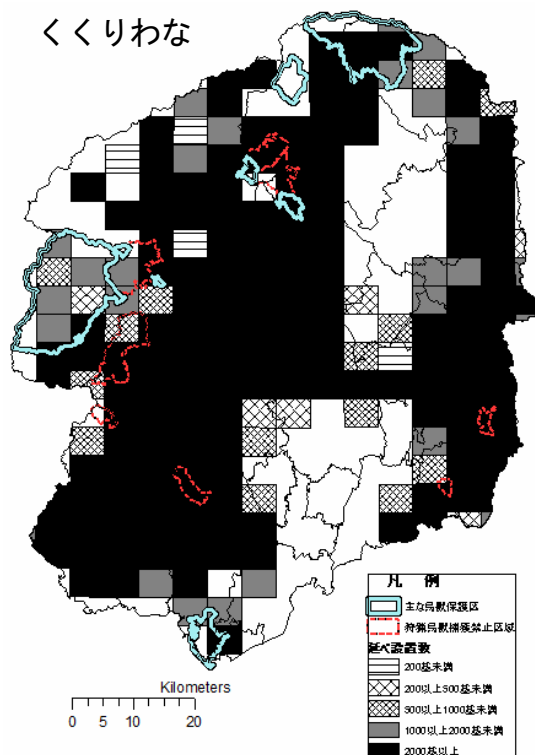 くくりわな
Kilometers
0 5 10 20
凡 例
主な鳥獣保護区
狩猟鳥獣捕獲禁止区域
延べ設置数
200基未満
200以上500基未満
500以上1000基未満
1000以上2000基未満
2000基以上